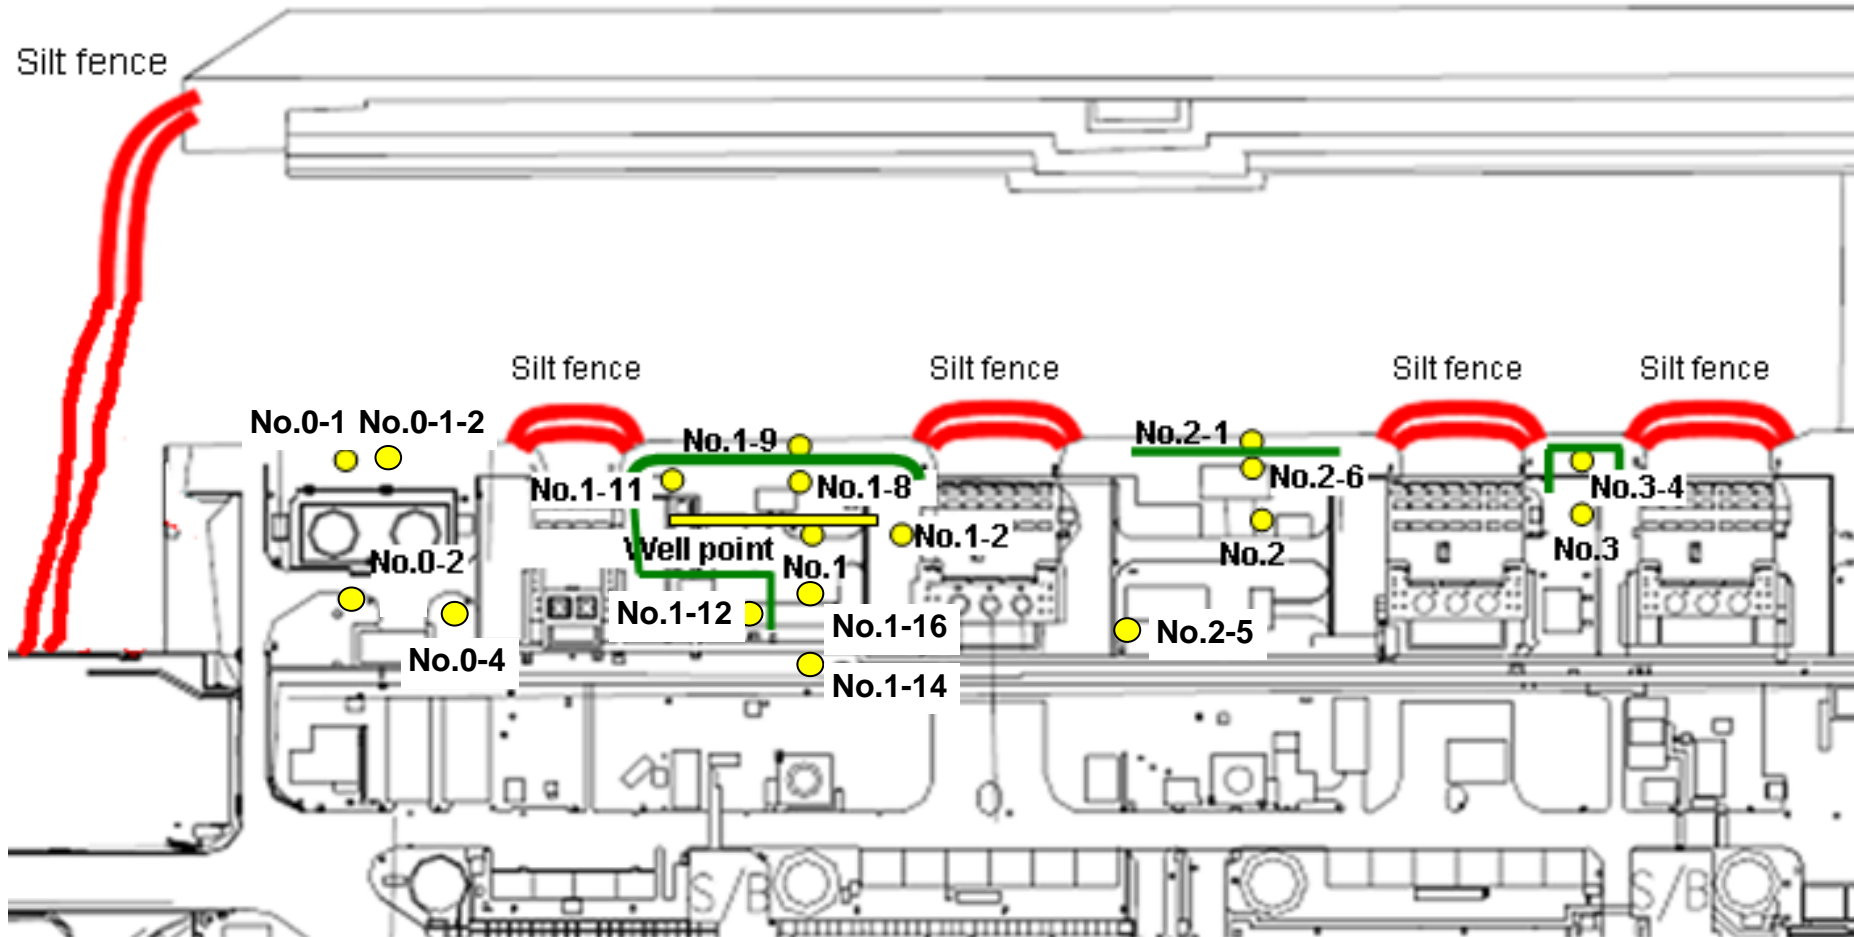 Silt fence
Silt fence
Silt fence
Silt fence
Silt fence
No.0-1
No.0-1-2
No.1-9
No.2-1
No.1-11
No.1-8
No.2-6
No.3-4
No.0-2
Well point
No.1
No.1-2
No.2
No.3
No.1-12
No.1-16
No.2-5
No.0-4
No.1-14
S/B
S/B